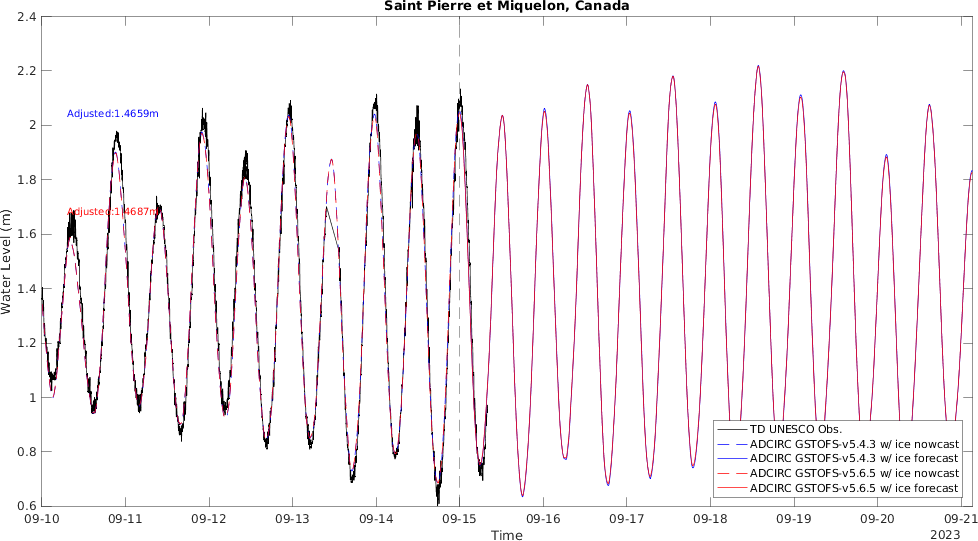 Saint Pierre et Miquelon, Canada
2.4
2.2
2
1.8
1.6
1.4
1.2
1
0.8
0.6
Water Level (m)
Adjusted:1.4659m
Adjusted:1.4687m
TD UNESCO Obs.
ADCIRC GSTOFS-v5.4.3 w/ ice nowcast
ADCIRC GSTOFS-v5.4.3 w/ ice forecast
ADCIRC GSTOFS-v5.6.5 w/ ice nowcast
ADCIRC GSTOFS-v5.6.5 w/ ice forecast
09-10 09-11 09-12 09-13 09-14 09-15 09-16 09-17 09-18 09-19 09-20 09-21
Time
2023